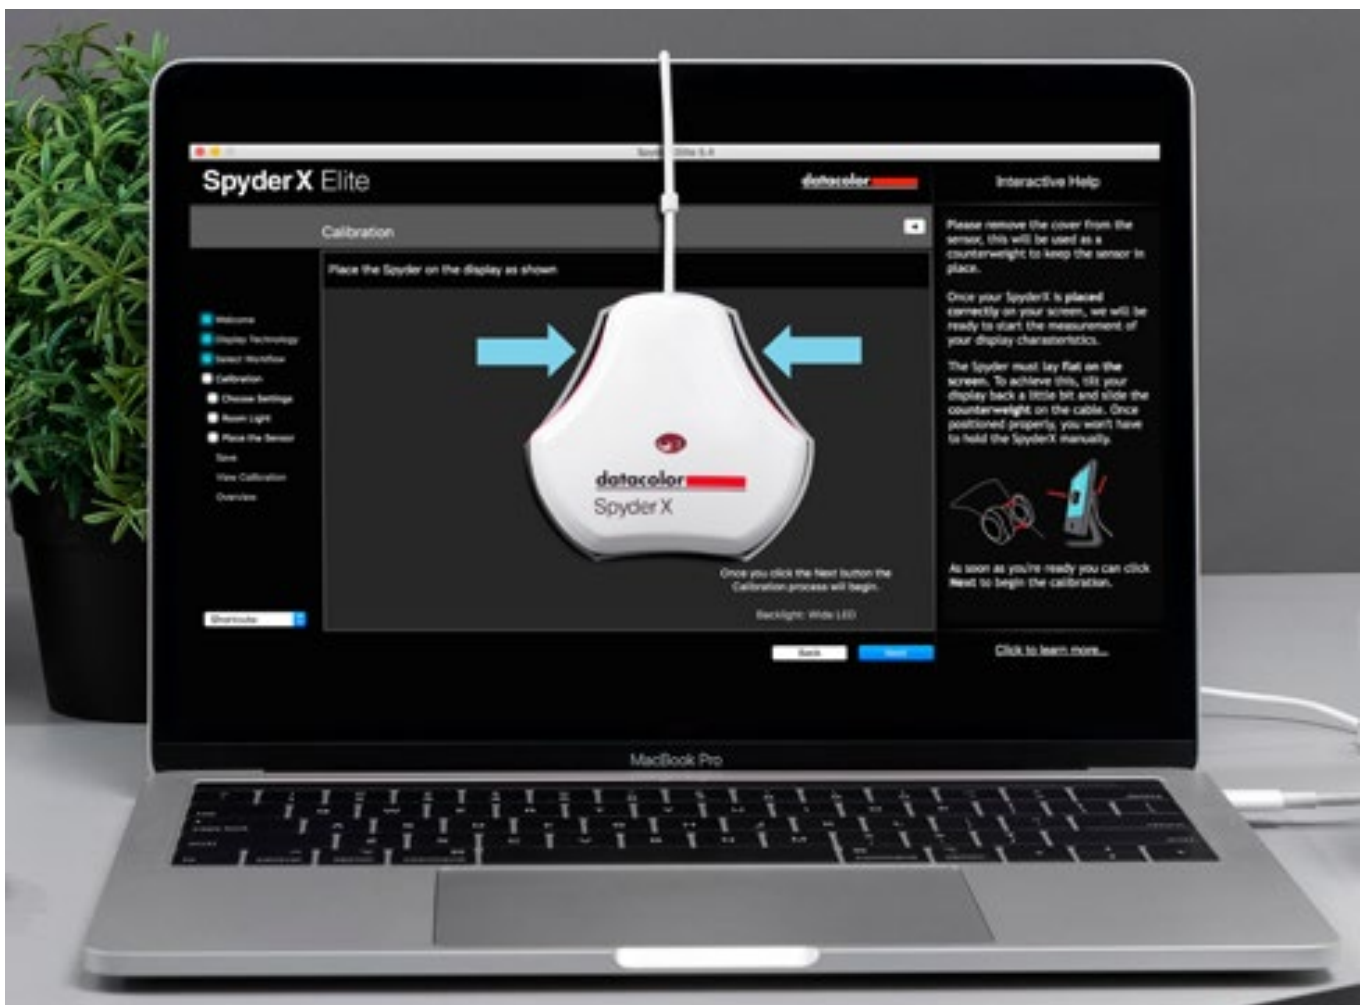 SpyderX Elite
datacolor
Interactive Help
Calibration
Place the Spyder on the display as shown
Welcome
Display Technology
Select Workflow
Calibration
Choose Settings
Room Light
Place the Sensor
Save
View Calibration
Overview
Shortcuts
datacolor
SpyderX
Once you click the Next button the
Calibration process will begin.
Backlight: Wide LED
Back
Next
Please remove the cover from the
sensor, this will be used as a
counterweight to keep the sensor in
place.
Once your SpyderX is placed
correctly on your screen, we will be
ready to start the measurement of
your display characteristics.
The Spyder must lay flat on the
screen. To achieve this, tilt your
display back a little bit and slide the
counterweight on the cable. Once
positioned properly, you won't have
to hold the SpyderX manually.
As soon as you're ready you can click
Next to begin the calibration.
Click to learn more...
MacBook Pro